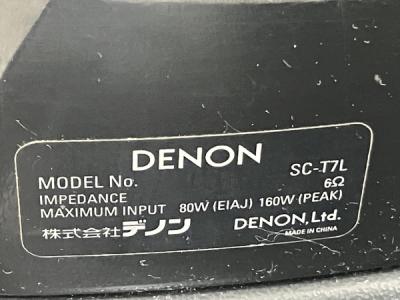 DENON
MODEL No. SC-T7L
IMPEDANCE 6Ω
MAXIMUM INPUT 80W (EIAJ) 160W (PEAK)
株式会社デノン DENON, Ltd.
MADE IN CHINA